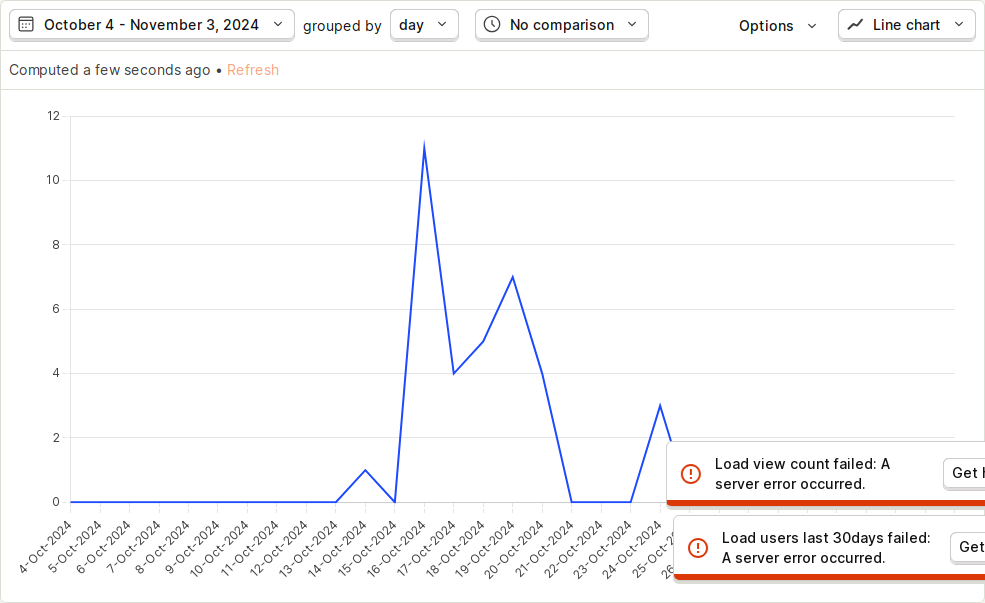 October 4 - November 3, 2024 grouped by day No comparison Options Line chart
Computed a few seconds ago • Refresh
12
10
8
6
4
2
0
Load view count failed: A
server error occurred.
Get
Load users last 30days failed:
A server error occurred.
Get
4-Oct-2024
5-Oct-2024
6-Oct-2024
7-Oct-2024
8-Oct-2024
9-Oct-2024
10-Oct-2024
11-Oct-2024
12-Oct-2024
13-Oct-2024
14-Oct-2024
15-Oct-2024
16-Oct-2024
17-Oct-2024
18-Oct-2024
19-Oct-2024
20-Oct-2024
21-Oct-2024
22-Oct-2024
23-Oct-2024
24-Oct-2024